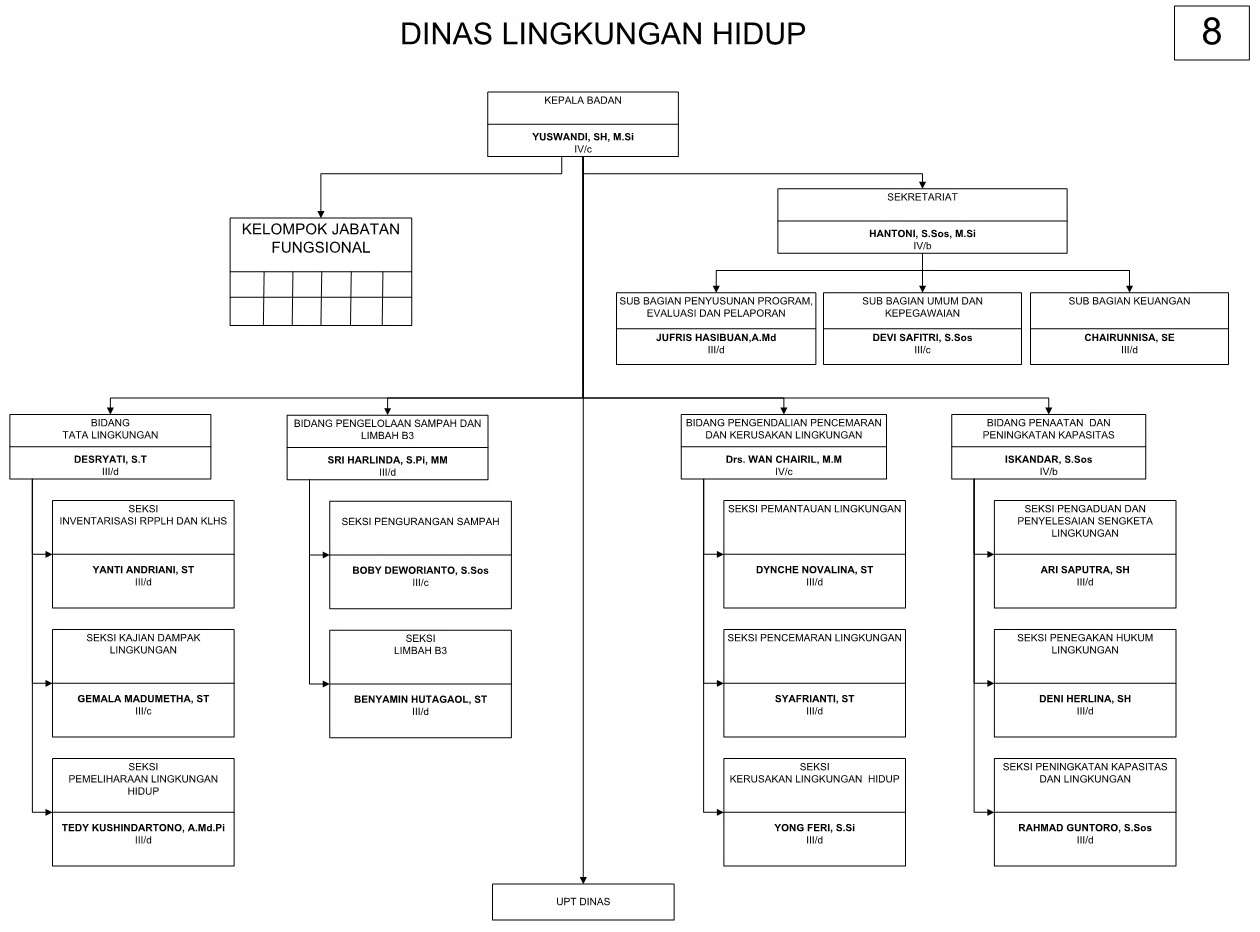 DINAS LINGKUNGAN HIDUP
8
KEPALA BADAN
YUSWANDI, SH, M.Si
IV/c
KELOMPOK JABATAN
FUNGSIONAL
SEKRETARIAT
HANTONI, S.Sos, M.Si
IV/b
SUB BAGIAN PENYUSUNAN PROGRAM,
EVALUASI DAN PELAPORAN
JUFRIS HASIBUAN,A.Md
III/d
SUB BAGIAN UMUM DAN
KEPEGAWAIAN
DEVI SAFITRI, S.Sos
III/c
SUB BAGIAN KEUANGAN
CHAIRUNNISA, SE
III/d
BIDANG
TATA LINGKUNGAN
DESRYATI, S.T
III/d
SEKSI
INVENTARISASI RPPLH DAN KLHS
YANTI ANDRIANI, ST
III/d
SEKSI KAJIAN DAMPAK
LINGKUNGAN
GEMALA MADUMETHA, ST
III/c
SEKSI
PEMELIHARAAN LINGKUNGAN
HIDUP
TEDY KUSHINDARTONO, A.Md.Pi
III/d
BIDANG PENGELOLAAN SAMPAH DAN
LIMBAH B3
SRI HARLINDA, S.Pi, MM
III/d
SEKSI PENGURANGAN SAMPAH
BOBY DEWORIANTO, S.Sos
III/c
SEKSI
LIMBAH B3
BENYAMIN HUTAGAOL, ST
III/d
BIDANG PENGENDALIAN PENCEMARAN
DAN KERUSAKAN LINGKUNGAN
Drs. WAN CHAIRIL, M.M
IV/c
SEKSI PEMANTAUAN LINGKUNGAN
DYNCHE NOVALINA, ST
III/d
SEKSI PENCEMARAN LINGKUNGAN
SYAFRIANTI, ST
III/d
SEKSI
KERUSAKAN LINGKUNGAN HIDUP
YONG FERI, S.Si
III/d
BIDANG PENAATAN DAN
PENINGKATAN KAPASITAS
ISKANDAR, S.Sos
IV/b
SEKSI PENGADUAN DAN
PENYELESAIAN SENGKETA
LINGKUNGAN
ARI SAPUTRA, SH
III/d
SEKSI PENEGAKAN HUKUM
LINGKUNGAN
DENI HERLINA, SH
III/d
SEKSI PENINGKATAN KAPASITAS
DAN LINGKUNGAN
RAHMAD GUNTORO, S.Sos
III/d
UPT DINAS